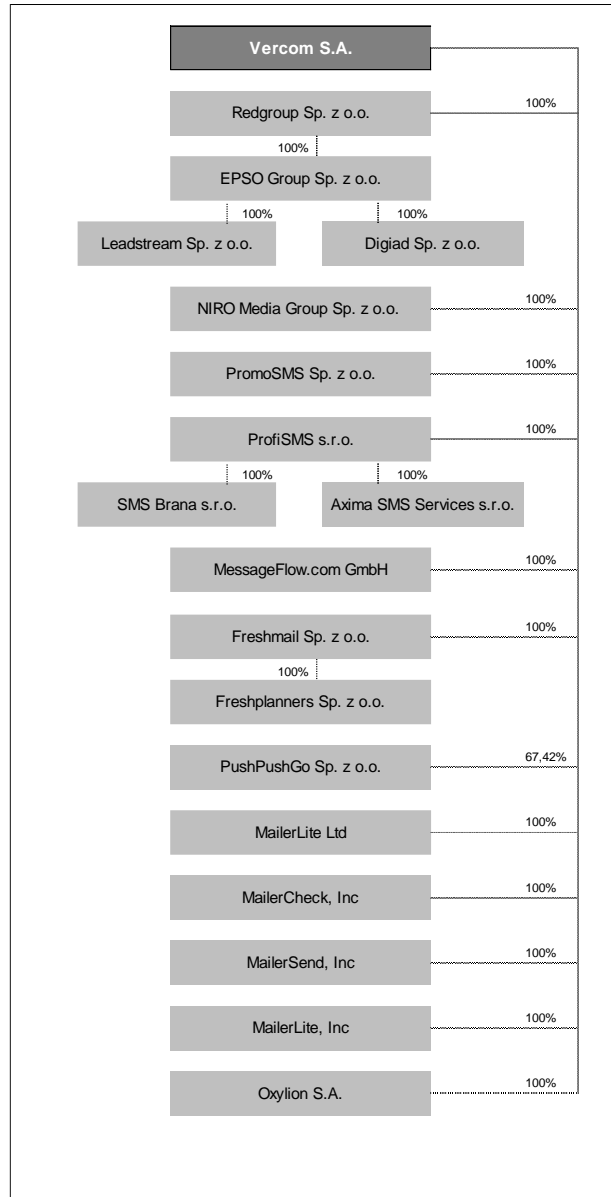 Vercom S.A.
Redgroup Sp. z o.o.
100%
100%
EPSO Group Sp. z o.o.
100%
100%
Leadstream Sp. z o.o.
Digiad Sp. z o.o.
NIRO Media Group Sp. z o.o.
100%
PromoSMS Sp. z o.o.
100%
ProfiSMS s.r.o.
100%
100%
100%
SMS Brana s.r.o.
Axima SMS Services s.r.o.
MessageFlow.com GmbH
100%
Freshmail Sp. z o.o.
100%
100%
Freshplanners Sp. z o.o.
PushPushGo Sp. z o.o.
67,42%
MailerLite Ltd
100%
MailerCheck, Inc
100%
MailerSend, Inc
100%
MailerLite, Inc
100%
Oxylion S.A.
100%